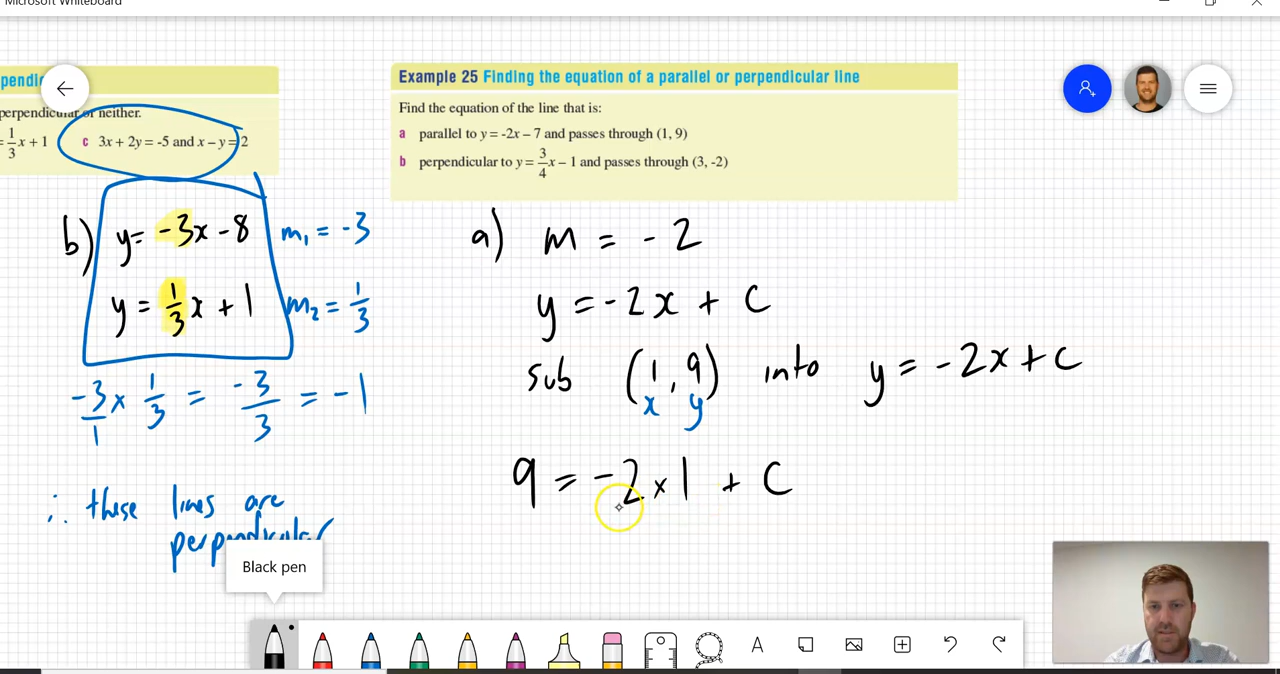 Microsoft Whiteboard
Example 25 Finding the equation of a parallel or perpendicular line
Find the equation of the line that is:
a parallel to y = -2x – 7 and passes through (1, 9)
b perpendicular to y = 3/4 x – 1 and passes through (3, -2)
perpendicular or neither.
= 1/3 x + 1
c 3x + 2y = -5 and x – y = 2
b) y = -3x - 8 m₁ = -3
y = 1/3 x + 1 m₂ = 1/3
-3/1 × 1/3 = -3/3 = -1
∴ these lines are
perpendicular
a) m = -2
y = -2x + c
sub (1, 9) into y = -2x + c
x y
9 = -2 × 1 + c
Black pen
A